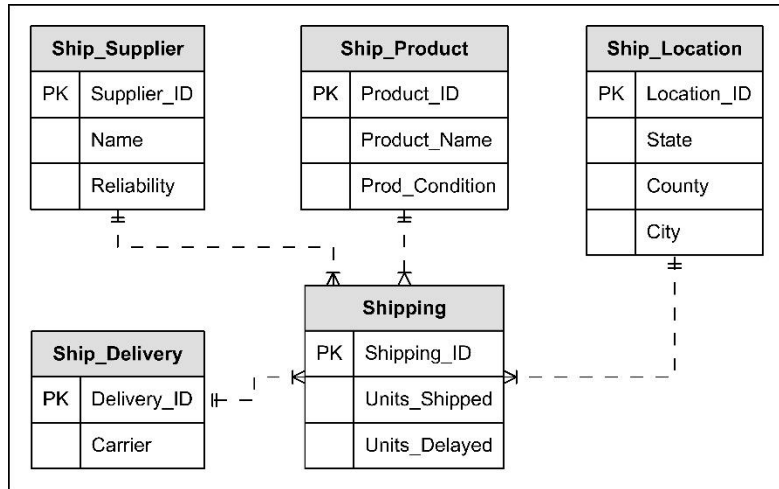 Ship_Supplier
PK Supplier_ID
Name
Reliability
Ship_Product
PK Product_ID
Product_Name
Prod_Condition
Ship_Location
PK Location_ID
State
County
City
Ship_Delivery
PK Delivery_ID
Carrier
Shipping
PK Shipping_ID
Units_Shipped
Units_Delayed